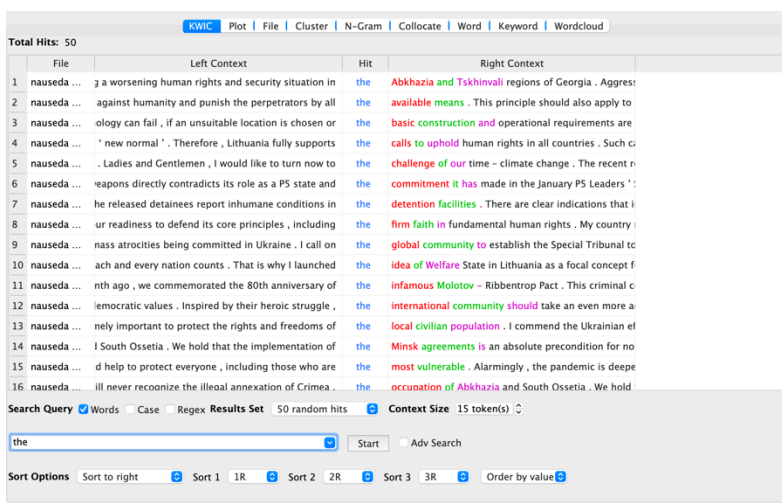 KWIC Plot File Cluster N-Gram Collocate Word Keyword Wordcloud
Total Hits: 50
File Left Context Hit Right Context
1 nauseda ... g a worsening human rights and security situation in the Abkhazia and Tskhinvali regions of Georgia . Aggres
2 nauseda ... against humanity and punish the perpetrators by all the available means . This principle should also apply to
3 nauseda ... ology can fail , if an unsuitable location is chosen or the basic construction and operational requirements are
4 nauseda ... ' new normal ' . Therefore , Lithuania fully supports the calls to uphold human rights in all countries . Such c
5 nauseda ... . Ladies and Gentlemen , I would like to turn now to the challenge of our time – climate change . The recent r
6 nauseda ... eapons directly contradicts its role as a P5 state and the commitment it has made in the January P5 Leaders '
7 nauseda ... he released detainees report inhumane conditions in the detention facilities . There are clear indications that i
8 nauseda ... ur readiness to defend its core principles , including the firm faith in fundamental human rights . My country
9 nauseda ... mass atrocities being committed in Ukraine . I call on the global community to establish the Special Tribunal to
10 nauseda ... ach and every nation counts . That is why I launched the idea of Welfare State in Lithuania as a focal concept f
11 nauseda ... nth ago , we commemorated the 80th anniversary of the infamous Molotov – Ribbentrop Pact . This criminal c
12 nauseda ... lemocratic values . Inspired by their heroic struggle , the international community should take an even more a
13 nauseda ... nely important to protect the rights and freedoms of the local civilian population . I commend the Ukrainian ef
14 nauseda ... l South Ossetia . We hold that the implementation of the Minsk agreements is an absolute precondition for no
15 nauseda ... d help to protect everyone , including those who are the most vulnerable . Alarmingly , the pandemic is deepe
16 nauseda ... ill never recognize the illegal annexation of Crimea , the occupation of Abkhazia and South Ossetia . We hold
Search Query Words Case Regex Results Set 50 random hits Context Size 15 token(s)
the Start Adv Search
Sort Options Sort to right Sort 1 1R Sort 2 2R Sort 3 3R Order by value